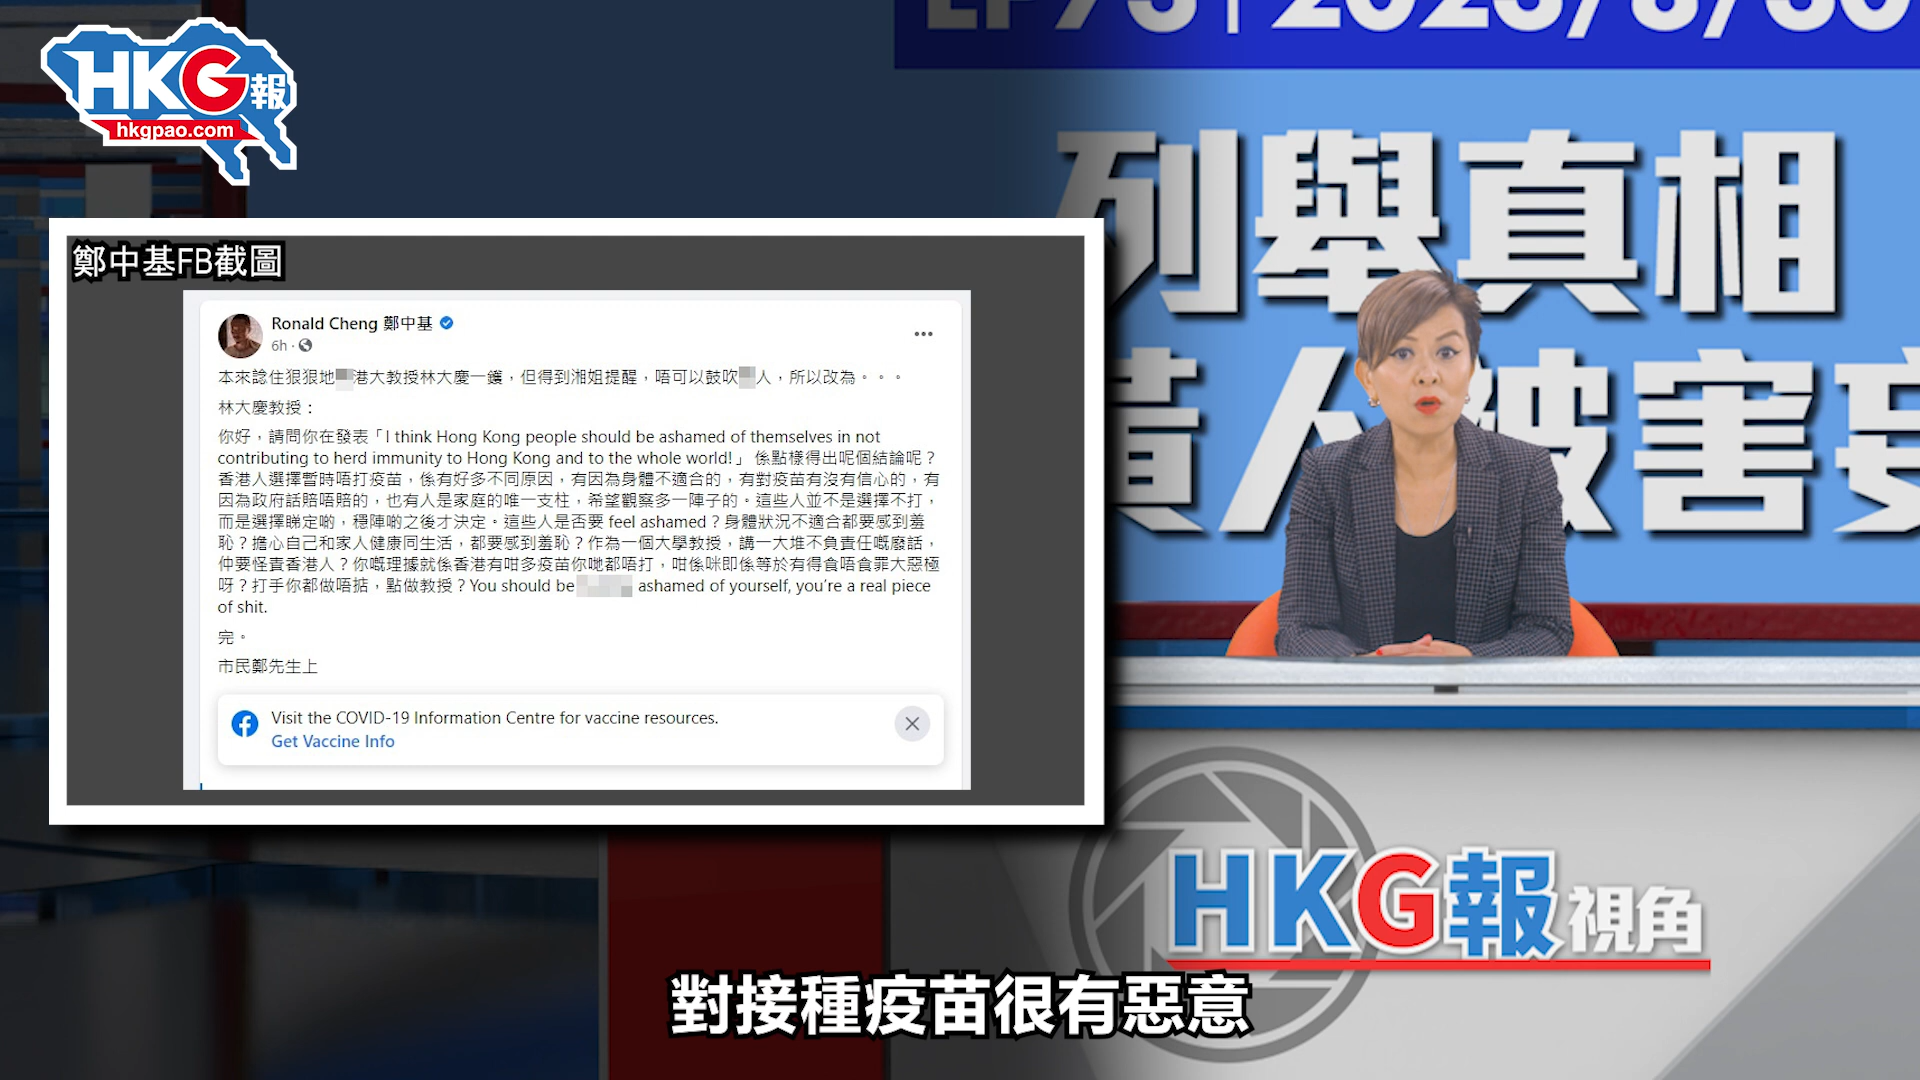 HKG報
hkgpao.com
列舉真相
人被害妄
鄭中基FB截圖
Ronald Cheng 鄭中基
6h
本來諗住狠狠地 港大教授林大慶一鑊，但得到湘姐提醒，唔可以鼓吹 人，所以改為。。。
林大慶教授：
你好，請問你在發表「I think Hong Kong people should be ashamed of themselves in not
contributing to herd immunity to Hong Kong and to the whole world!」 係點樣得出呢個結論呢？
香港人選擇暫時唔打疫苗，係有好多不同原因，有因為身體不適合的，有對疫苗有沒有信心的，有
因為政府話賠唔賠的，也有人是家庭的唯一支柱，希望觀察多一陣子的。這些人並不是選擇不打，
而是選擇睇定啲，穩陣啲之後才決定。這些人是否要 feel ashamed？身體狀況不適合都要感到羞
恥？擔心自己和家人健康同生活，都要感到羞恥？作為一個大學教授，講一大堆不負責任嘅廢話，
仲要怪責香港人？你嘅理據就係香港有咁多疫苗你哋都唔打，咁係咪即係等於有得食唔食罪大惡極
呀？打手你都做唔掂，點做教授？You should be ashamed of yourself, you're a real piece
of shit.
完。
市民鄭先生上
Visit the COVID-19 Information Centre for vaccine resources.
Get Vaccine Info
HKG報視角
對接種疫苗很有惡意